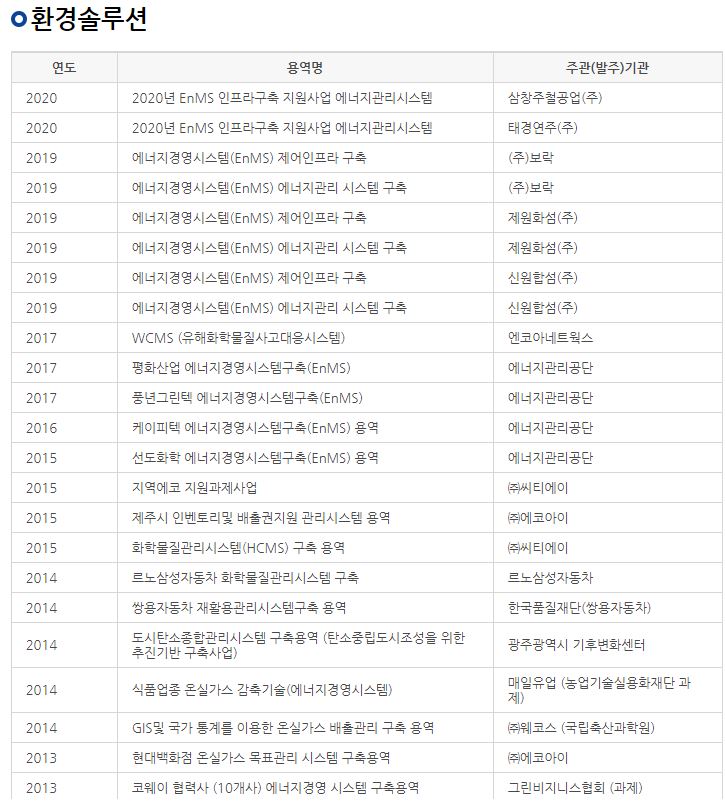 환경솔루션
연도 용역명 주관(발주)기관
2020 2020년 EnMS 인프라구축 지원사업 에너지관리시스템 삼창주철공업(주)
2020 2020년 EnMS 인프라구축 지원사업 에너지관리시스템 태경연주(주)
2019 에너지경영시스템(EnMS) 제어인프라 구축 (주)보락
2019 에너지경영시스템(EnMS) 에너지관리 시스템 구축 (주)보락
2019 에너지경영시스템(EnMS) 제어인프라 구축 제원화섬(주)
2019 에너지경영시스템(EnMS) 에너지관리 시스템 구축 제원화섬(주)
2019 에너지경영시스템(EnMS) 제어인프라 구축 신원합섬(주)
2019 에너지경영시스템(EnMS) 에너지관리 시스템 구축 신원합섬(주)
2017 WCMS (유해화학물질사고대응시스템) 엔코아네트웍스
2017 평화산업 에너지경영시스템구축(EnMS) 에너지관리공단
2017 풍년그린텍 에너지경영시스템구축(EnMS) 에너지관리공단
2016 케이피텍 에너지경영시스템구축(EnMS) 용역 에너지관리공단
2015 선도화학 에너지경영시스템구축(EnMS) 용역 에너지관리공단
2015 지역에코 지원과제사업 ㈜씨티에이
2015 제주시 인벤토리및 배출권지원 관리시스템 용역 ㈜에코아이
2015 화학물질관리시스템(HCMS) 구축 용역 ㈜씨티에이
2014 르노삼성자동차 화학물질관리시스템 구축 르노삼성자동차
2014 쌍용자동차 재활용관리시스템구축 용역 한국품질재단(쌍용자동차)
2014 도시탄소종합관리시스템 구축용역 (탄소중립도시조성을 위한
추진기반 구축사업) 광주광역시 기후변화센터
2014 식품업종 온실가스 감축기술(에너지경영시스템) 매일유업 (농업기술실용화재단 과
제)
2014 GIS및 국가 통계를 이용한 온실가스 배출관리 구축 용역 ㈜웨코스 (국립축산과학원)
2013 현대백화점 온실가스 목표관리 시스템 구축용역 ㈜에코아이
2013 코웨이 협력사 (10개사) 에너지경영 시스템 구축용역 그린비지니스협회 (과제)